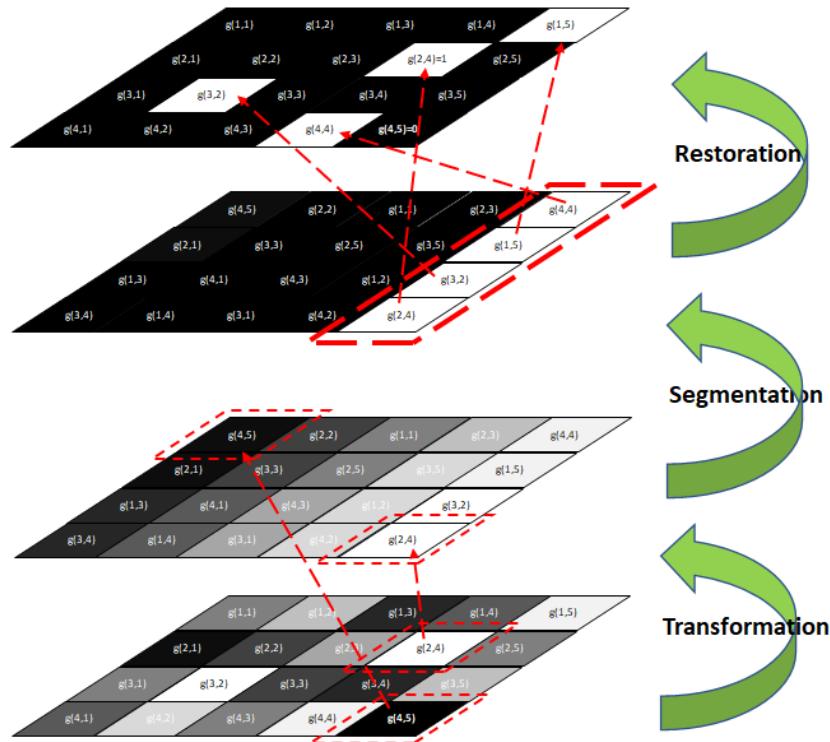 g(1,1) g(1,2) g(1,3) g(1,4) g(1,5)
g(2,1) g(2,2) g(2,3) g(2,4)=1 g(2,5)
g(3,1) g(3,2) g(3,3) g(3,4) g(3,5)
g(4,1) g(4,2) g(4,3) g(4,4) g(4,5)=0
Restoration
g(4,5) g(2,2) g(1,1) g(2,3) g(4,4)
g(2,1) g(3,3) g(2,5) g(3,5) g(1,5)
g(1,3) g(4,1) g(4,3) g(1,2) g(3,2)
g(3,4) g(1,4) g(3,1) g(4,2) g(2,4)
Segmentation
g(4,5) g(2,2) g(1,1) g(2,3) g(4,4)
g(2,1) g(3,3) g(2,5) g(3,5) g(1,5)
g(1,3) g(4,1) g(4,3) g(1,2) g(3,2)
g(3,4) g(1,4) g(3,1) g(4,2) g(2,4)
g(1,1) g(1,2) g(1,3) g(1,4) g(1,5)
Transformation
g(2,1) g(2,2) g(2,4) g(2,5)
g(3,1) g(3,2) g(3,3) g(3,4) g(3,5)
g(4,1) g(4,2) g(4,3) g(4,4) g(4,5)